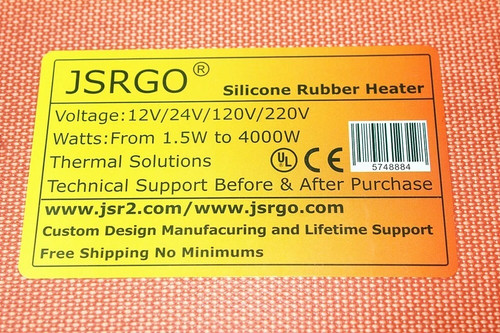 JSRGO® Silicone Rubber Heater
Voltage:12V/24V/120V/220V
Watts:From 1.5W to 4000W
Thermal Solutions UL CE
5748884
Technical Support Before & After Purchase
www.jsr2.com/www.jsrgo.com
Custom Design Manufacuring and Lifetime Support
Free Shipping No Minimums